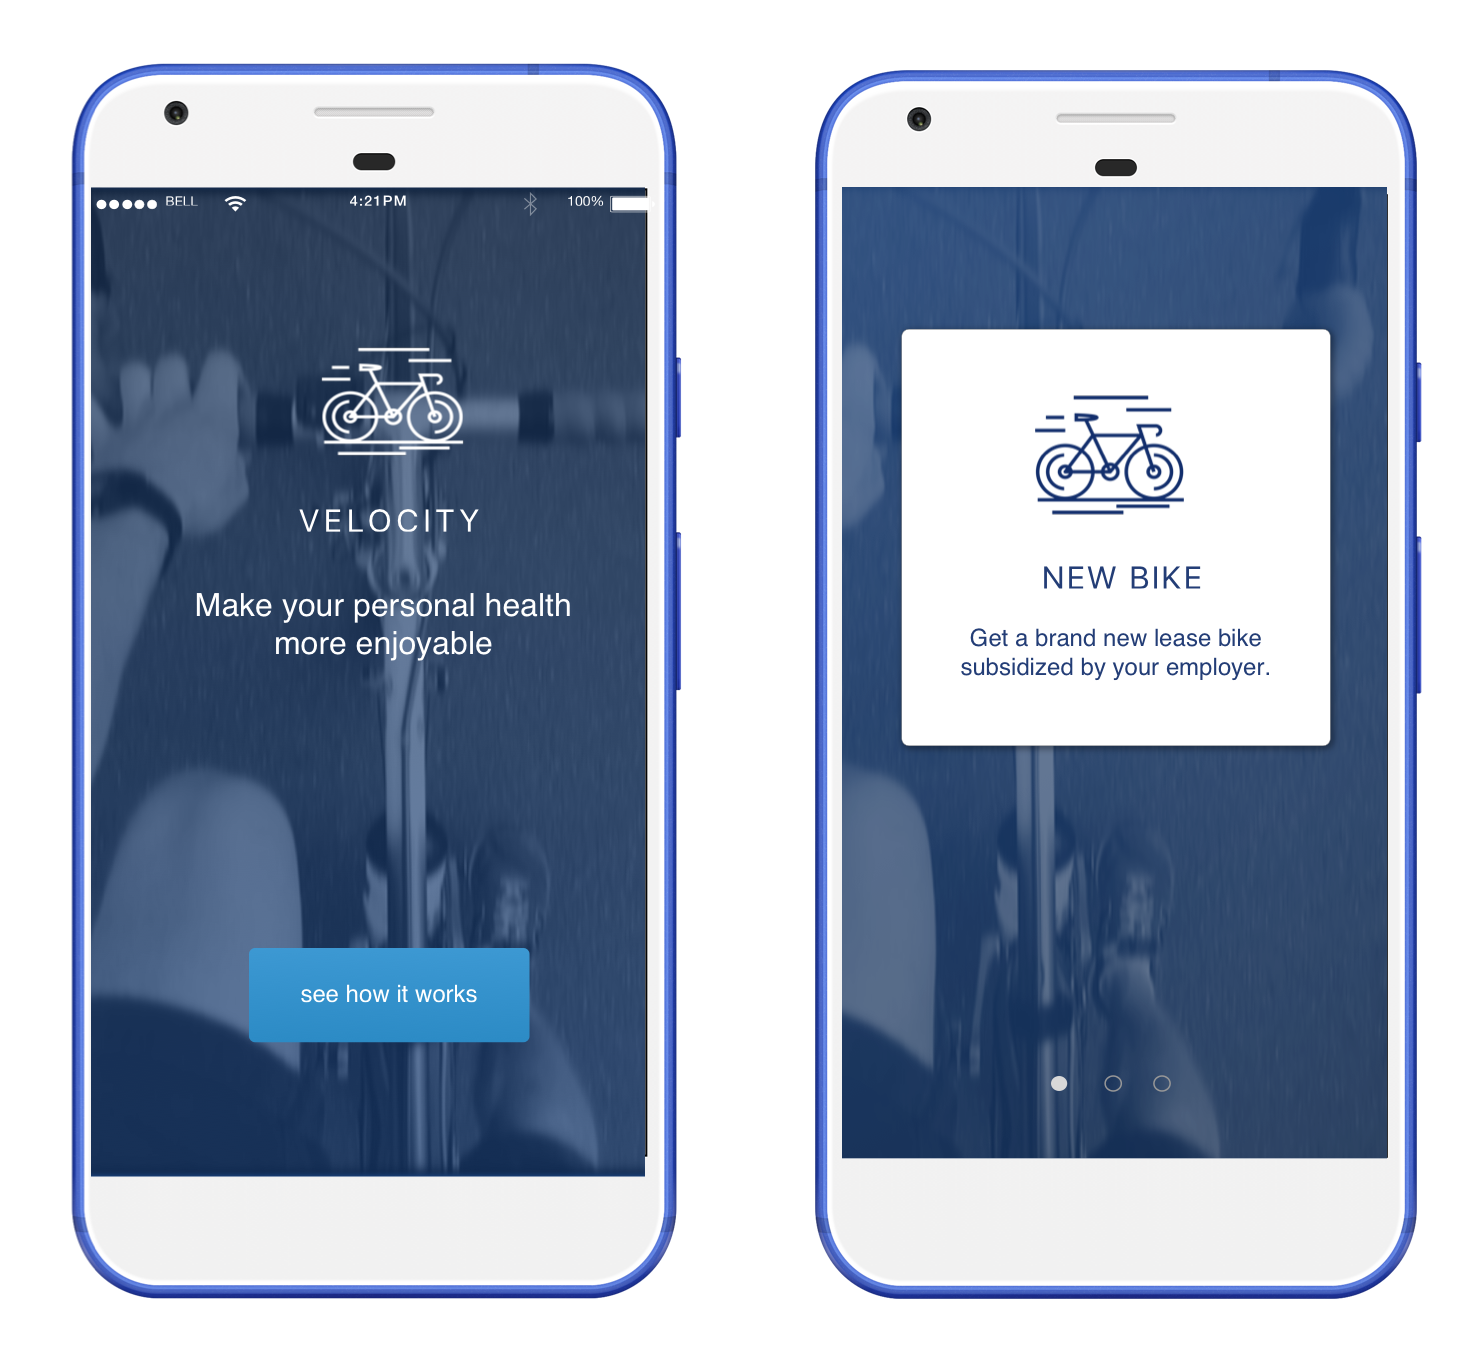 BELL 4:21PM 100%
VELOCITY
Make your personal health
more enjoyable
see how it works
NEW BIKE
Get a brand new lease bike
subsidized by your employer.